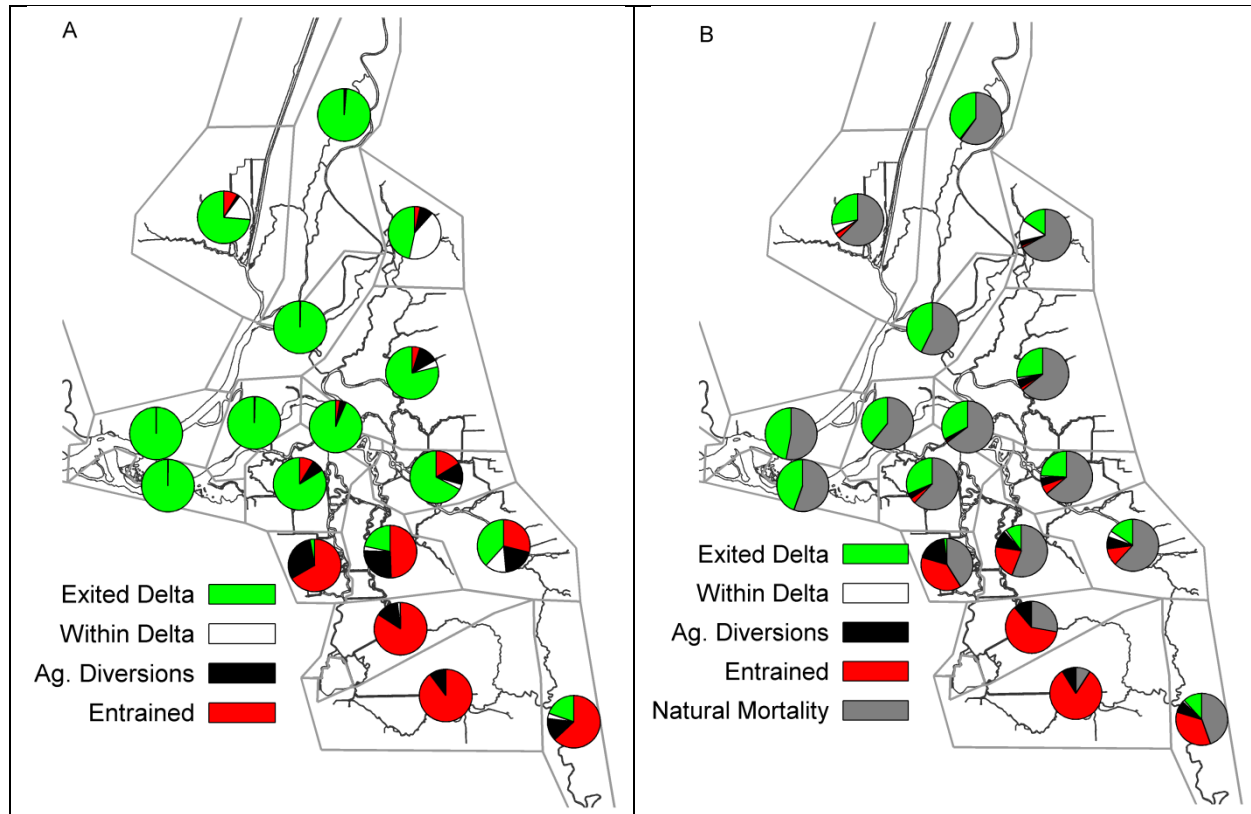 A
Exited Delta
Within Delta
Ag. Diversions
Entrained
B
Exited Delta
Within Delta
Ag. Diversions
Entrained
Natural Mortality